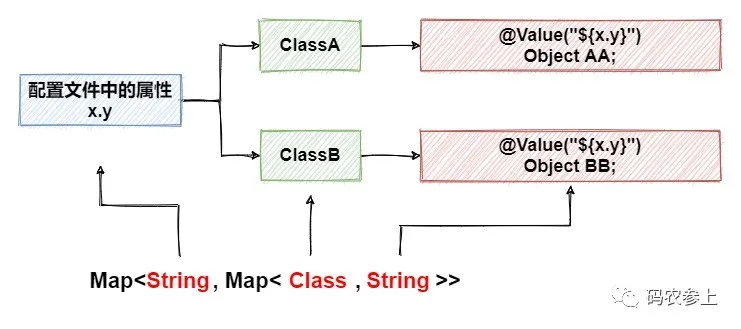 配置文件中的属性
x.y
ClassA
@Value("${x.y}")
Object AA;
ClassB
@Value("${x.y}")
Object BB;
Map<String, Map< Class , String >>
码农参上